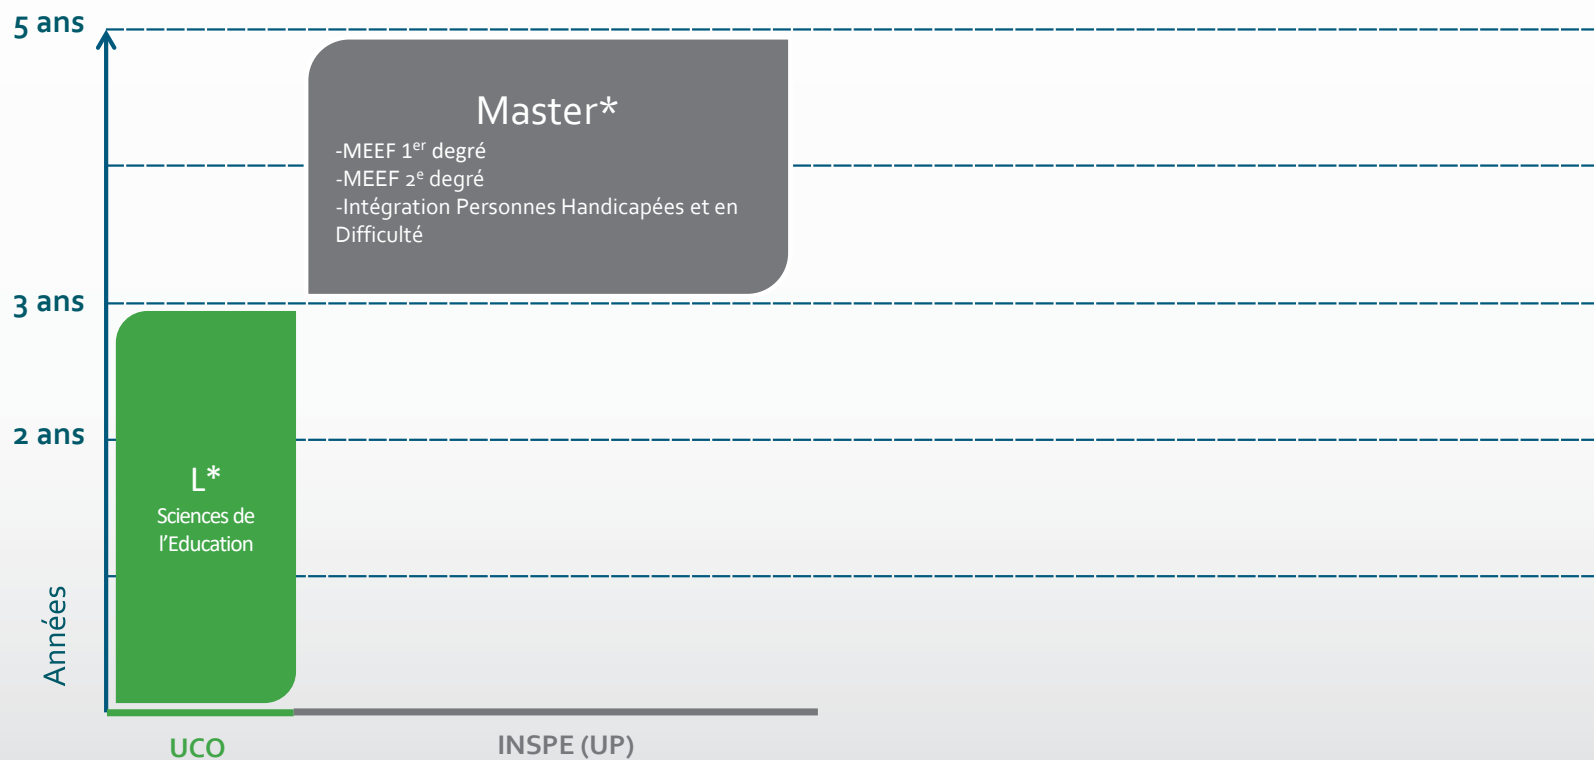 5 ans
Master*
-MEEF 1er degré
-MEEF 2e degré
-Intégration Personnes Handicapées et en
Difficulté
3 ans
2 ans
L*
Sciences de
l’Education
Années
UCO
INSPE (UP)